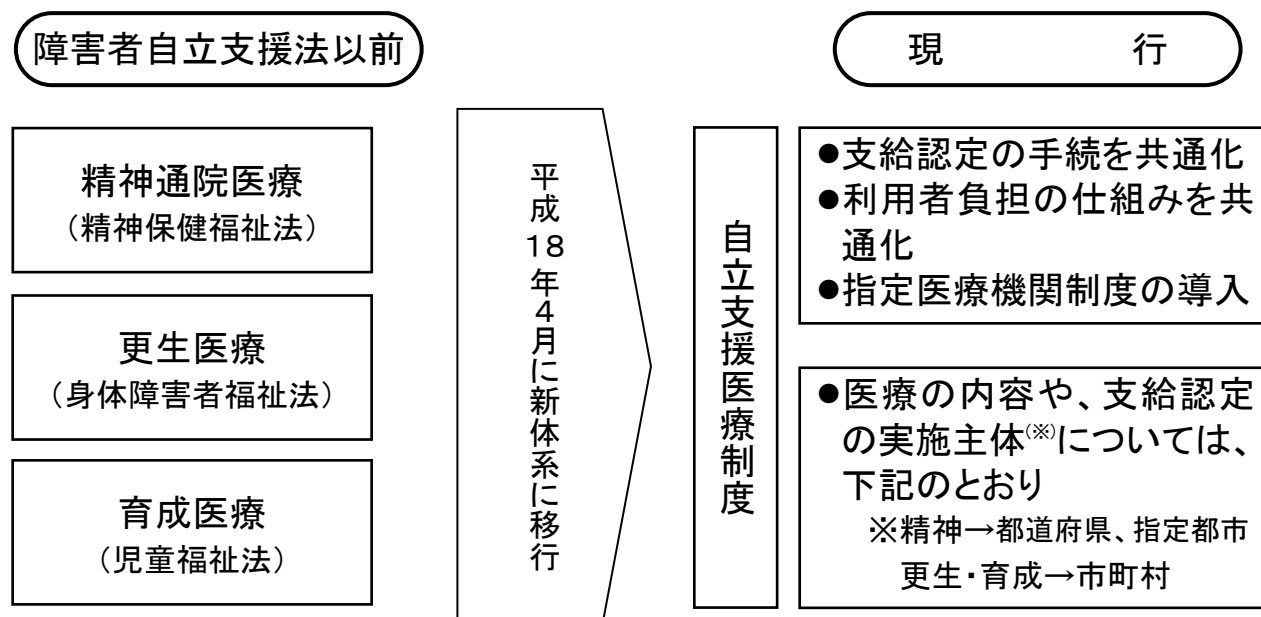 障害者自立支援法以前
現　　　　行
精神通院医療
（精神保健福祉法）
更生医療
（身体障害者福祉法）
育成医療
（児童福祉法）
平成18年４月に新体系に移行
自立支援医療制度
●支給認定の手続を共通化
●利用者負担の仕組みを共
通化
●指定医療機関制度の導入
●医療の内容や、支給認定
の実施主体(※)については、
下記のとおり
※精神→都道府県、指定都市
更生・育成→市町村